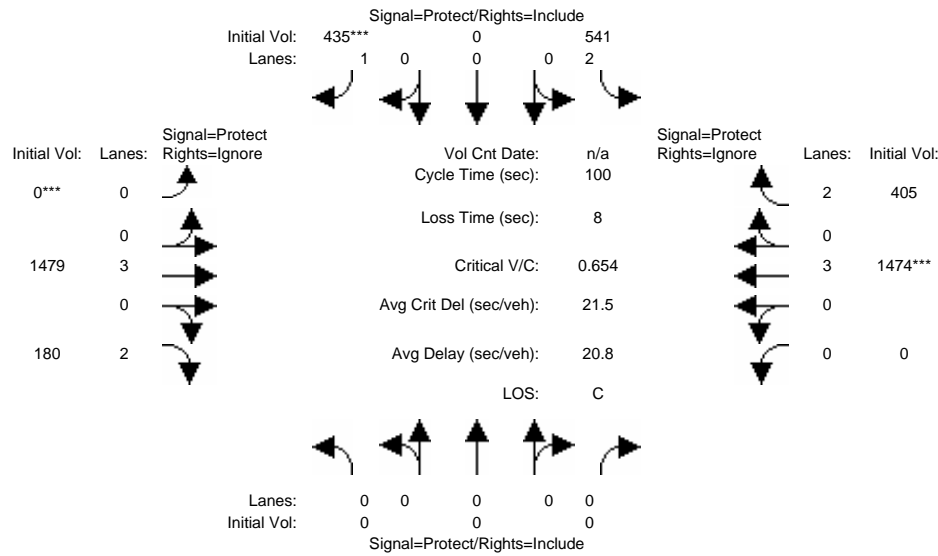 Signal=Protect/Rights=Include
Initial Vol: 435*** 0 541
Lanes: 1 0 0 0 2
Signal=Protect
Initial Vol: Lanes: Rights=Ignore
Vol Cnt Date: n/a
Signal=Protect
Rights=Ignore Lanes: Initial Vol:
Cycle Time (sec): 100
0*** 0
2 405
Loss Time (sec): 8
0
0
1479 3
Critical V/C: 0.654
3 1474***
0
Avg Crit Del (sec/veh): 21.5
0
180 2
Avg Delay (sec/veh): 20.8
0 0
LOS: C
Lanes: 0 0 0 0 0
Initial Vol: 0 0 0
Signal=Protect/Rights=Include